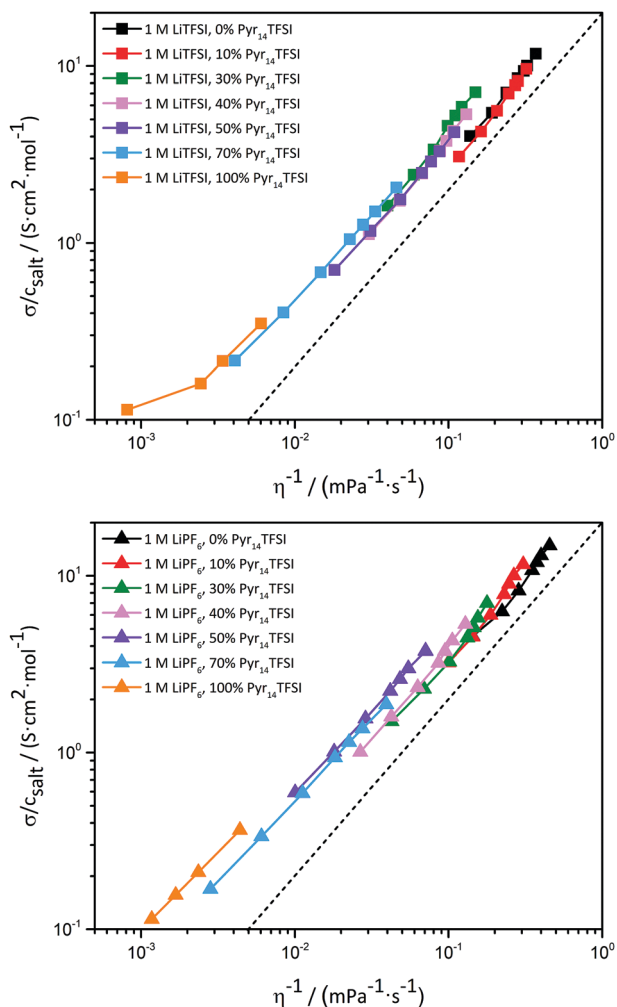 1 M LiTFSI, 0% Pyr₁₄TFSI
1 M LiTFSI, 10% Pyr₁₄TFSI
1 M LiTFSI, 30% Pyr₁₄TFSI
1 M LiTFSI, 40% Pyr₁₄TFSI
1 M LiTFSI, 50% Pyr₁₄TFSI
1 M LiTFSI, 70% Pyr₁₄TFSI
1 M LiTFSI, 100% Pyr₁₄TFSI
σ/c_salt / (S·cm²·mol⁻¹)
10¹
10⁰
10⁻¹
10⁻³ 10⁻² 10⁻¹ 10⁰
η⁻¹ / (mPa⁻¹·s⁻¹)
1 M LiPF₆, 0% Pyr₁₄TFSI
1 M LiPF₆, 10% Pyr₁₄TFSI
1 M LiPF₆, 30% Pyr₁₄TFSI
1 M LiPF₆, 40% Pyr₁₄TFSI
1 M LiPF₆, 50% Pyr₁₄TFSI
1 M LiPF₆, 70% Pyr₁₄TFSI
1 M LiPF₆, 100% Pyr₁₄TFSI
σ/c_salt / (S·cm²·mol⁻¹)
10¹
10⁰
10⁻¹
10⁻³ 10⁻² 10⁻¹ 10⁰
η⁻¹ / (mPa⁻¹·s⁻¹)